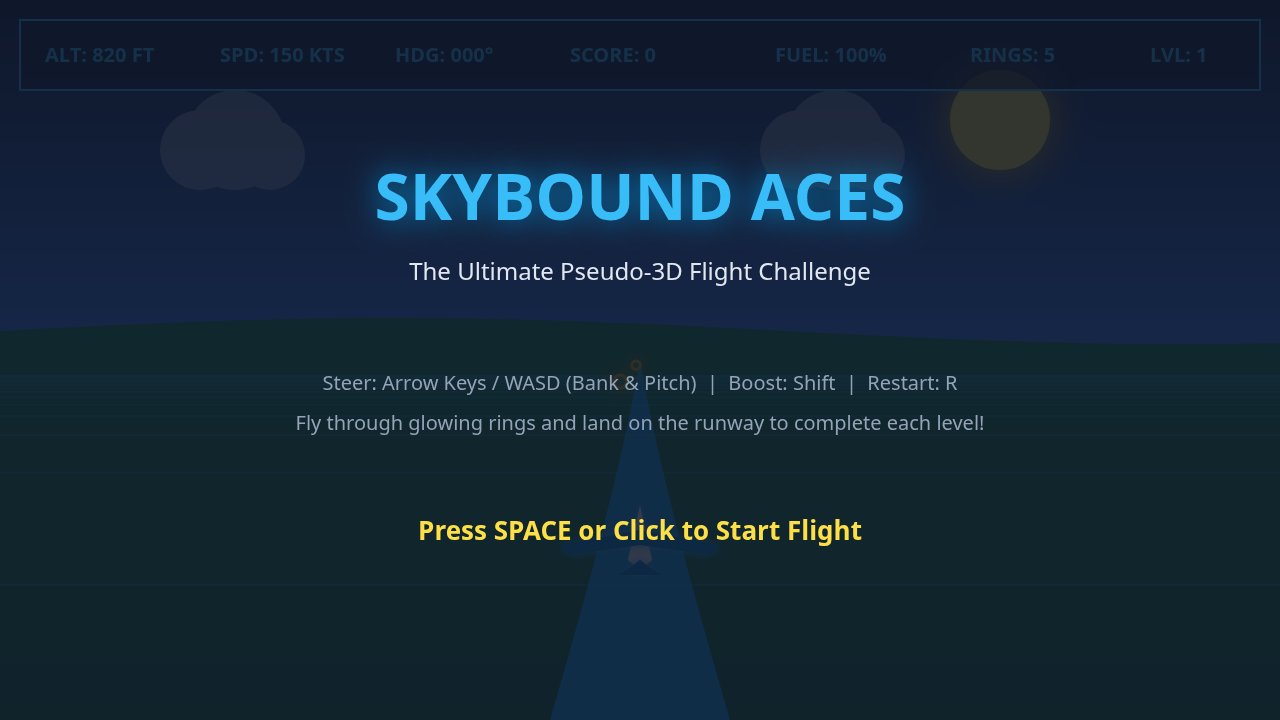 ALT: 820 FT SPD: 150 KTS HDG: 000° SCORE: 0 FUEL: 100% RINGS: 5 LVL: 1
SKYBOUND ACES
The Ultimate Pseudo-3D Flight Challenge
Steer: Arrow Keys / WASD (Bank & Pitch) | Boost: Shift | Restart: R
Fly through glowing rings and land on the runway to complete each level!
Press SPACE or Click to Start Flight